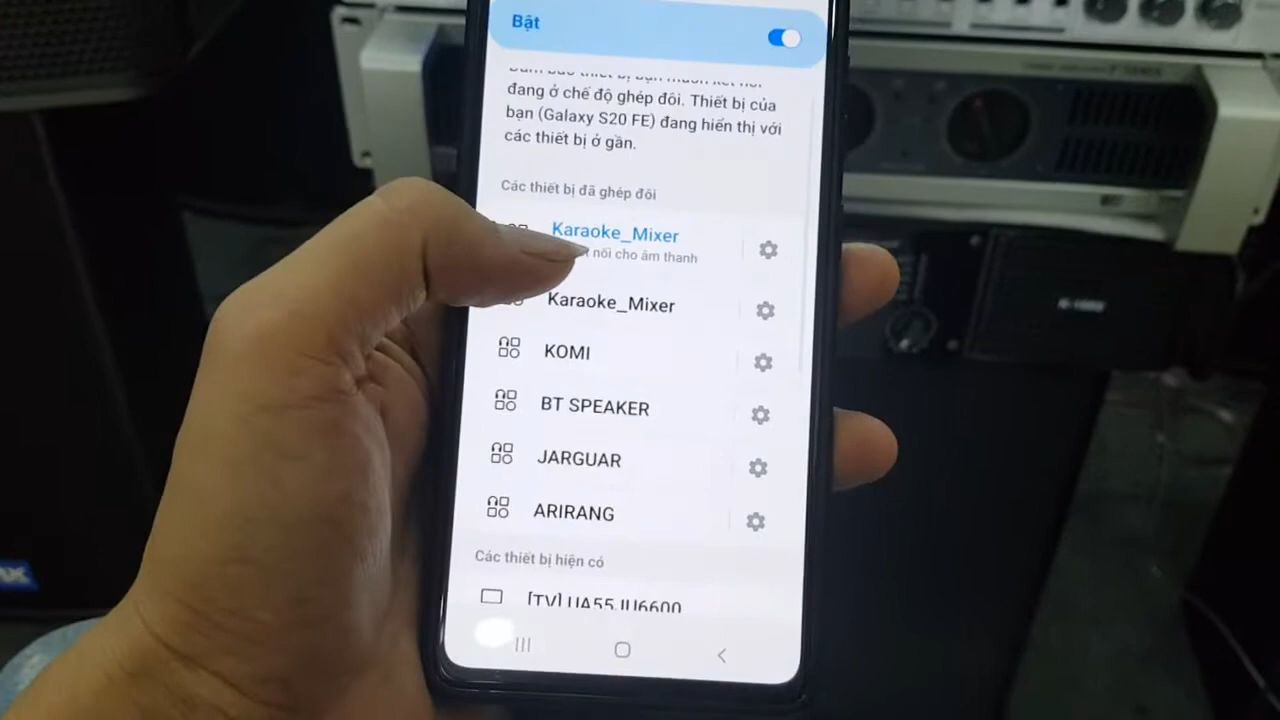 Bật
đang ở chế độ ghép đôi. Thiết bị của
bạn (Galaxy S20 FE) đang hiển thị với
các thiết bị ở gần.
Các thiết bị đã ghép đôi
Karaoke_Mixer
nối cho âm thanh
Karaoke_Mixer
KOMI
BT SPEAKER
JARGUAR
ARIRANG
Các thiết bị hiện có
[TV] UA55JU6600